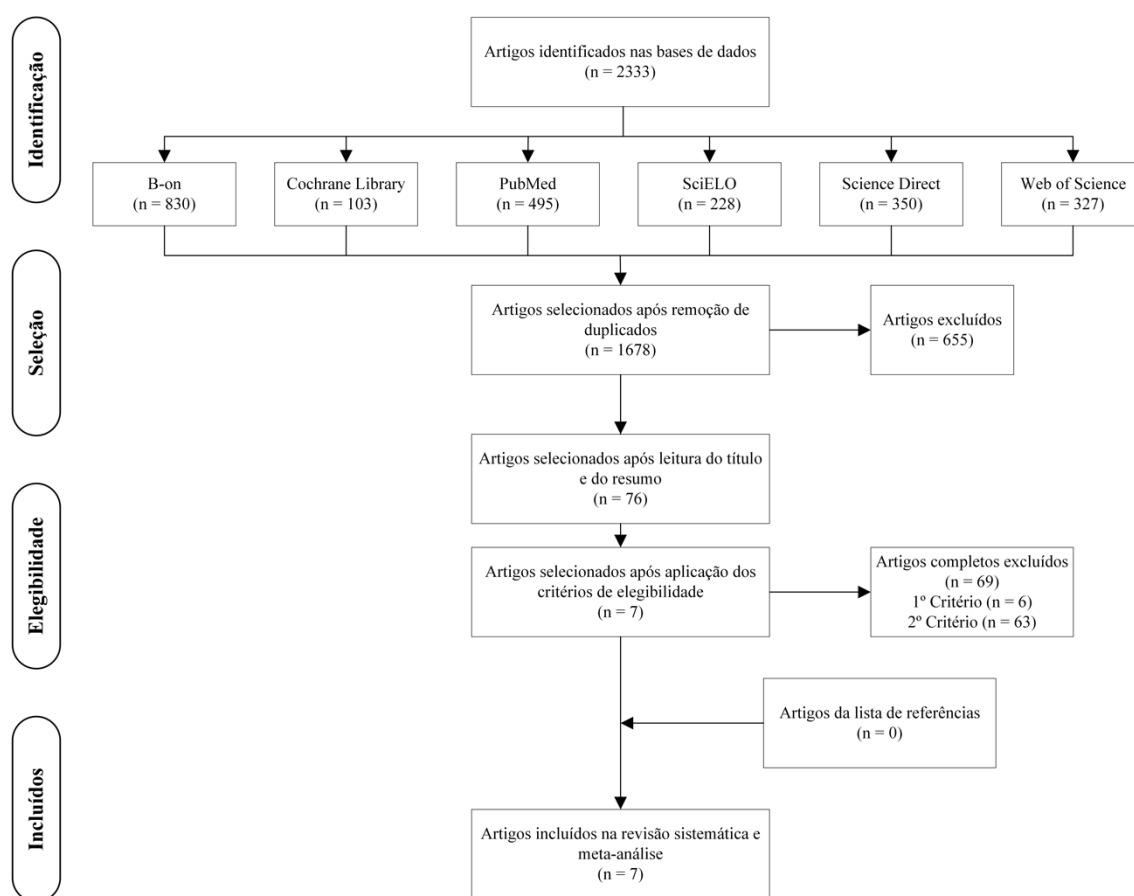 Identificação
Artigos identificados nas bases de dados
(n = 2333)
B-on
(n = 830)
Cochrane Library
(n = 103)
PubMed
(n = 495)
SciELO
(n = 228)
Science Direct
(n = 350)
Web of Science
(n = 327)
Seleção
Artigos selecionados após remoção de
duplicados
(n = 1678)
Artigos excluídos
(n = 655)
Artigos selecionados após leitura do título
e do resumo
(n = 76)
Elegibilidade
Artigos selecionados após aplicação dos
critérios de elegibilidade
(n = 7)
Artigos completos excluídos
(n = 69)
1º Critério (n = 6)
2º Critério (n = 63)
Artigos da lista de referências
(n = 0)
Incluídos
Artigos incluídos na revisão sistemática e
meta-análise
(n = 7)